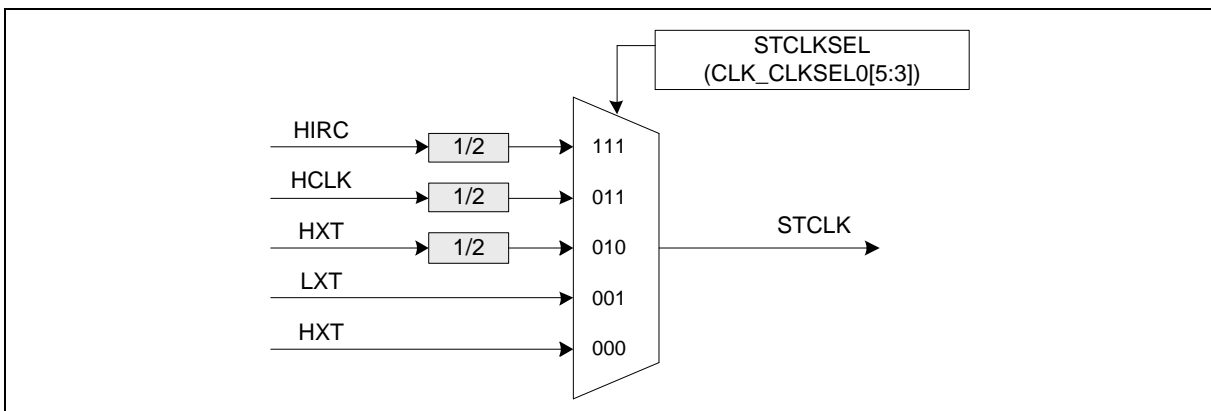 STCLKSEL
(CLK_CLKSEL0[5:3])
HIRC
1/2
111
HCLK
1/2
011
HXT
1/2
010
STCLK
LXT
001
HXT
000